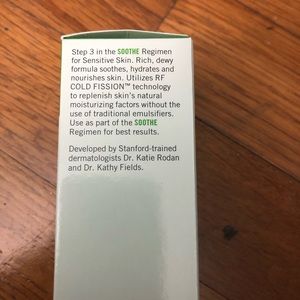 Step 3 in the SOOTHE Regimen
for Sensitive Skin. Rich, dewy
formula soothes, hydrates and
nourishes skin. Utilizes RF
COLD FISSION™ technology
to replenish skin's natural
moisturizing factors without the
use of traditional emulsifiers.
Use as part of the SOOTHE
Regimen for best results.
Developed by Stanford-trained
dermatologists Dr. Katie Rodan
and Dr. Kathy Fields.